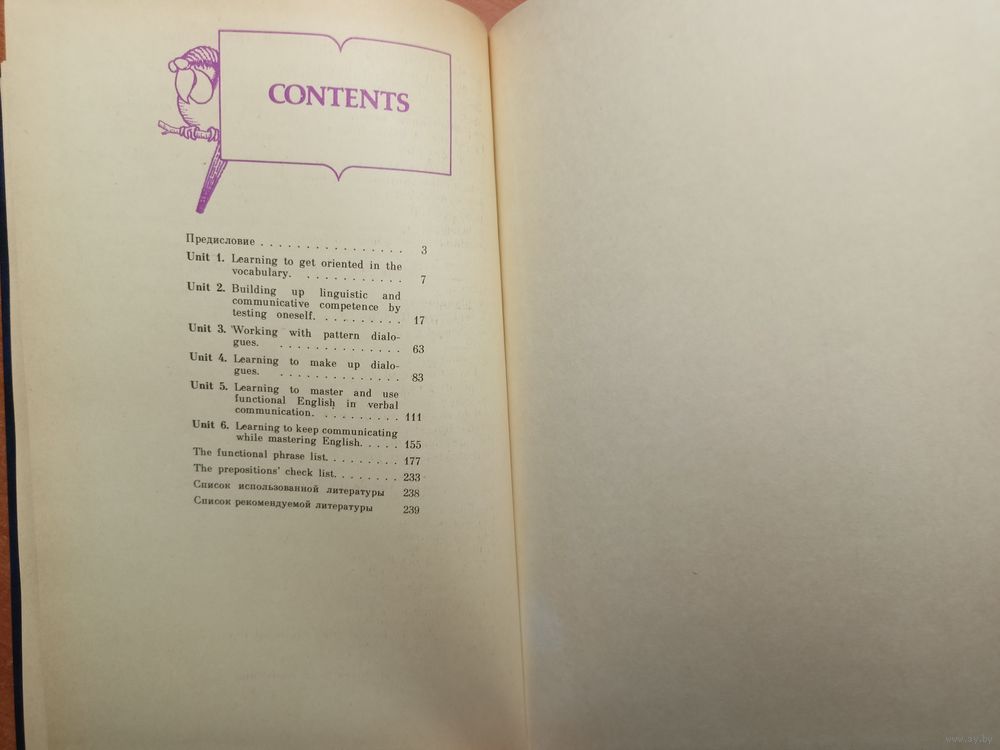 CONTENTS
Предисловие . . . . . . . . . . . . . . . . 3
Unit 1. Learning to get oriented in the
vocabulary. . . . . . . . . . . . 7
Unit 2. Building up linguistic and
communicative competence by
testing oneself. . . . . . . . . . 17
Unit 3. Working with pattern dialo-
gues. . . . . . . . . . . . . . . 63
Unit 4. Learning to make up dialo-
gues. . . . . . . . . . . . . . . 83
Unit 5. Learning to master and use
functional English in verbal
communication. . . . . . . . . . 111
Unit 6. Learning to keep communicating
while mastering English. . . . . 155
The functional phrase list. . . . . . . . . 177
The prepositions' check list. . . . . . . . 233
Список использованной литературы 238
Список рекомендуемой литературы 239
www.ay.by